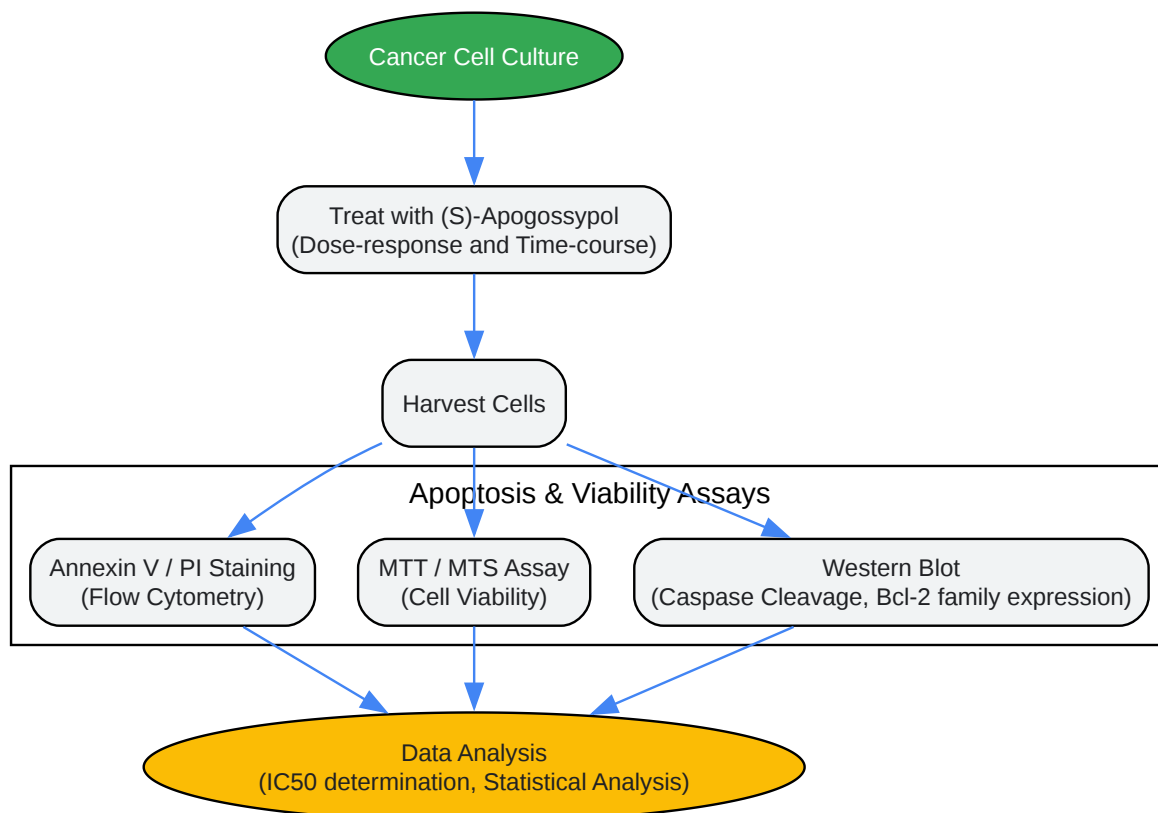 Cancer Cell Culture
Treat with (S)-Apogossypol
(Dose-response and Time-course)
Harvest Cells
Apoptosis & Viability Assays
Annexin V / PI Staining
(Flow Cytometry)
MTT / MTS Assay
(Cell Viability)
Western Blot
(Caspase Cleavage, Bcl-2 family expression)
Data Analysis
(IC50 determination, Statistical Analysis)